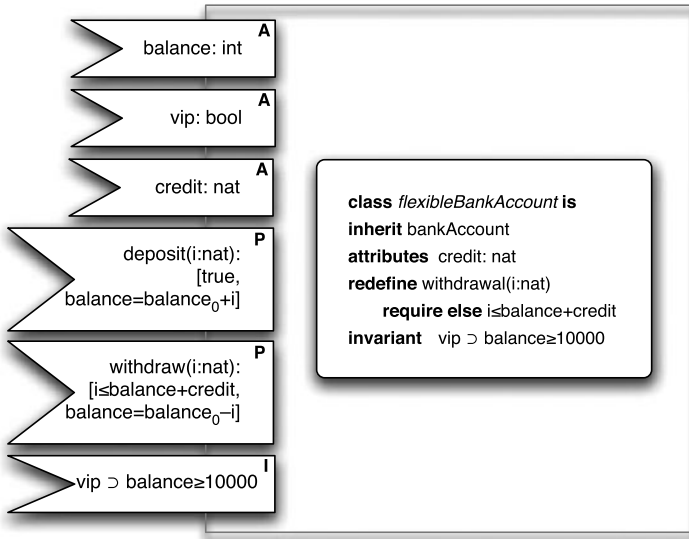 A
balance: int
A
vip: bool
A
credit: nat
P
deposit(i:nat):
[true,
balance=balance₀+i]
P
withdraw(i:nat):
[i≤balance+credit,
balance=balance₀–i]
I
vip ⊃ balance≥10000
class flexibleBankAccount is
inherit bankAccount
attributes credit: nat
redefine withdrawal(i:nat)
require else i≤balance+credit
invariant vip ⊃ balance≥10000